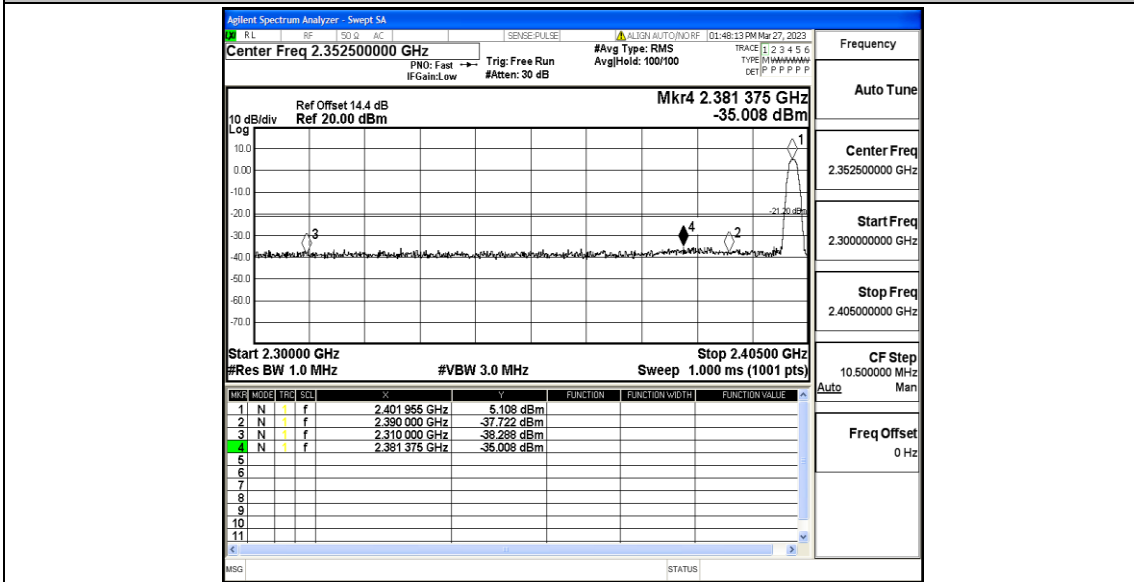 Agilent Spectrum Analyzer - Swept SA
RL RF 50 Ω AC SENSE:PULSE ALIGN AUTO/NO RF 01:48:13 PM Mar 27, 2023
Center Freq 2.352500000 GHz
PNO: Fast
IFGain:Low
Trig: Free Run
#Atten: 30 dB
#Avg Type: RMS
Avg|Hold: 100/100
TRACE 1 2 3 4 5 6
TYPE M
DET P P P P P P
Ref Offset 14.4 dB
Ref 20.00 dBm
10 dB/div
Log
Mkr4 2.381 375 GHz
-35.008 dBm
10.0
0.00
-10.0
-20.0
-30.0
-40.0
-50.0
-60.0
-70.0
1
-21.20 dBm
3
4
2
Start 2.30000 GHz
Stop 2.40500 GHz
#Res BW 1.0 MHz
#VBW 3.0 MHz
Sweep 1.000 ms (1001 pts)
MKR MODE TRC SCL X Y FUNCTION FUNCTION WIDTH FUNCTION VALUE
1 N 1 f 2.401 955 GHz 5.108 dBm
2 N 1 f 2.390 000 GHz -37.722 dBm
3 N 1 f 2.310 000 GHz -38.288 dBm
4 N 1 f 2.381 375 GHz -35.008 dBm
5
6
7
8
9
10
11
MSG
STATUS
Frequency
Auto Tune
Center Freq
2.352500000 GHz
Start Freq
2.300000000 GHz
Stop Freq
2.405000000 GHz
CF Step
10.500000 MHz
Auto Man
Freq Offset
0 Hz